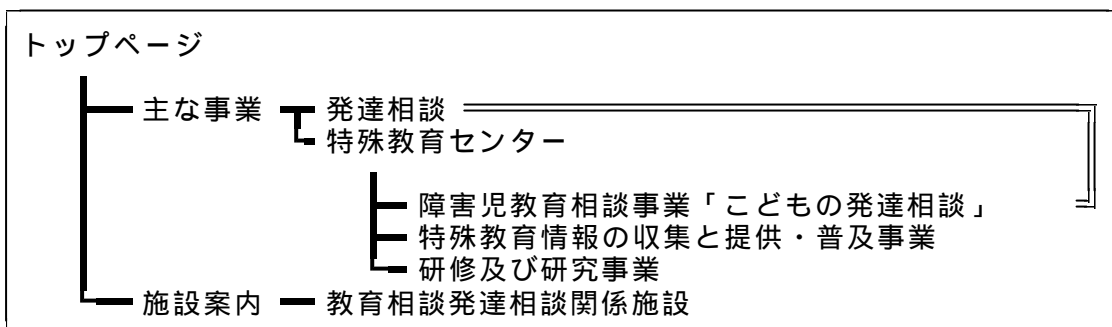 トップページ
主な事業 発達相談
特殊教育センター
障害児教育相談事業「こどもの発達相談」
特殊教育情報の収集と提供・普及事業
研修及び研究事業
施設案内 教育相談発達相談関係施設